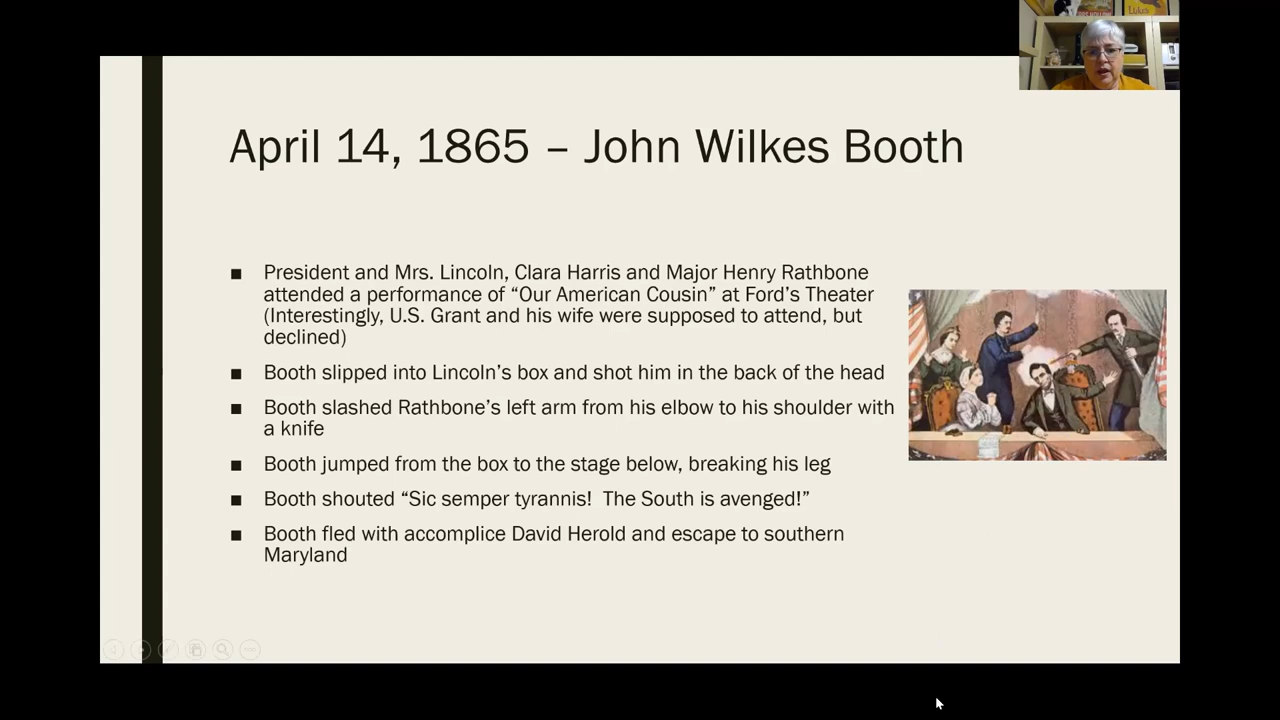 April 14, 1865 – John Wilkes Booth
■ President and Mrs. Lincoln, Clara Harris and Major Henry Rathbone
attended a performance of “Our American Cousin” at Ford’s Theater
(Interestingly, U.S. Grant and his wife were supposed to attend, but
declined)
■ Booth slipped into Lincoln’s box and shot him in the back of the head
■ Booth slashed Rathbone’s left arm from his elbow to his shoulder with
a knife
■ Booth jumped from the box to the stage below, breaking his leg
■ Booth shouted “Sic semper tyrannis!  The South is avenged!”
■ Booth fled with accomplice David Herold and escape to southern
Maryland